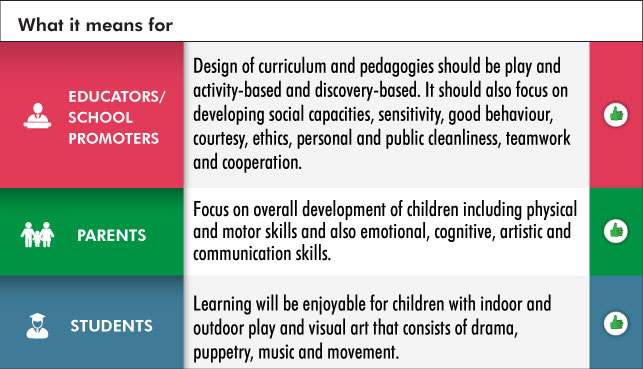 What it means for
EDUCATORS/
SCHOOL
PROMOTERS
Design of curriculum and pedagogies should be play and
activity-based and discovery-based. It should also focus on
developing social capacities, sensitivity, good behaviour,
courtesy, ethics, personal and public cleanliness, teamwork
and cooperation.
PARENTS
Focus on overall development of children including physical
and motor skills and also emotional, cognitive, artistic and
communication skills.
STUDENTS
Learning will be enjoyable for children with indoor and
outdoor play and visual art that consists of drama,
puppetry, music and movement.